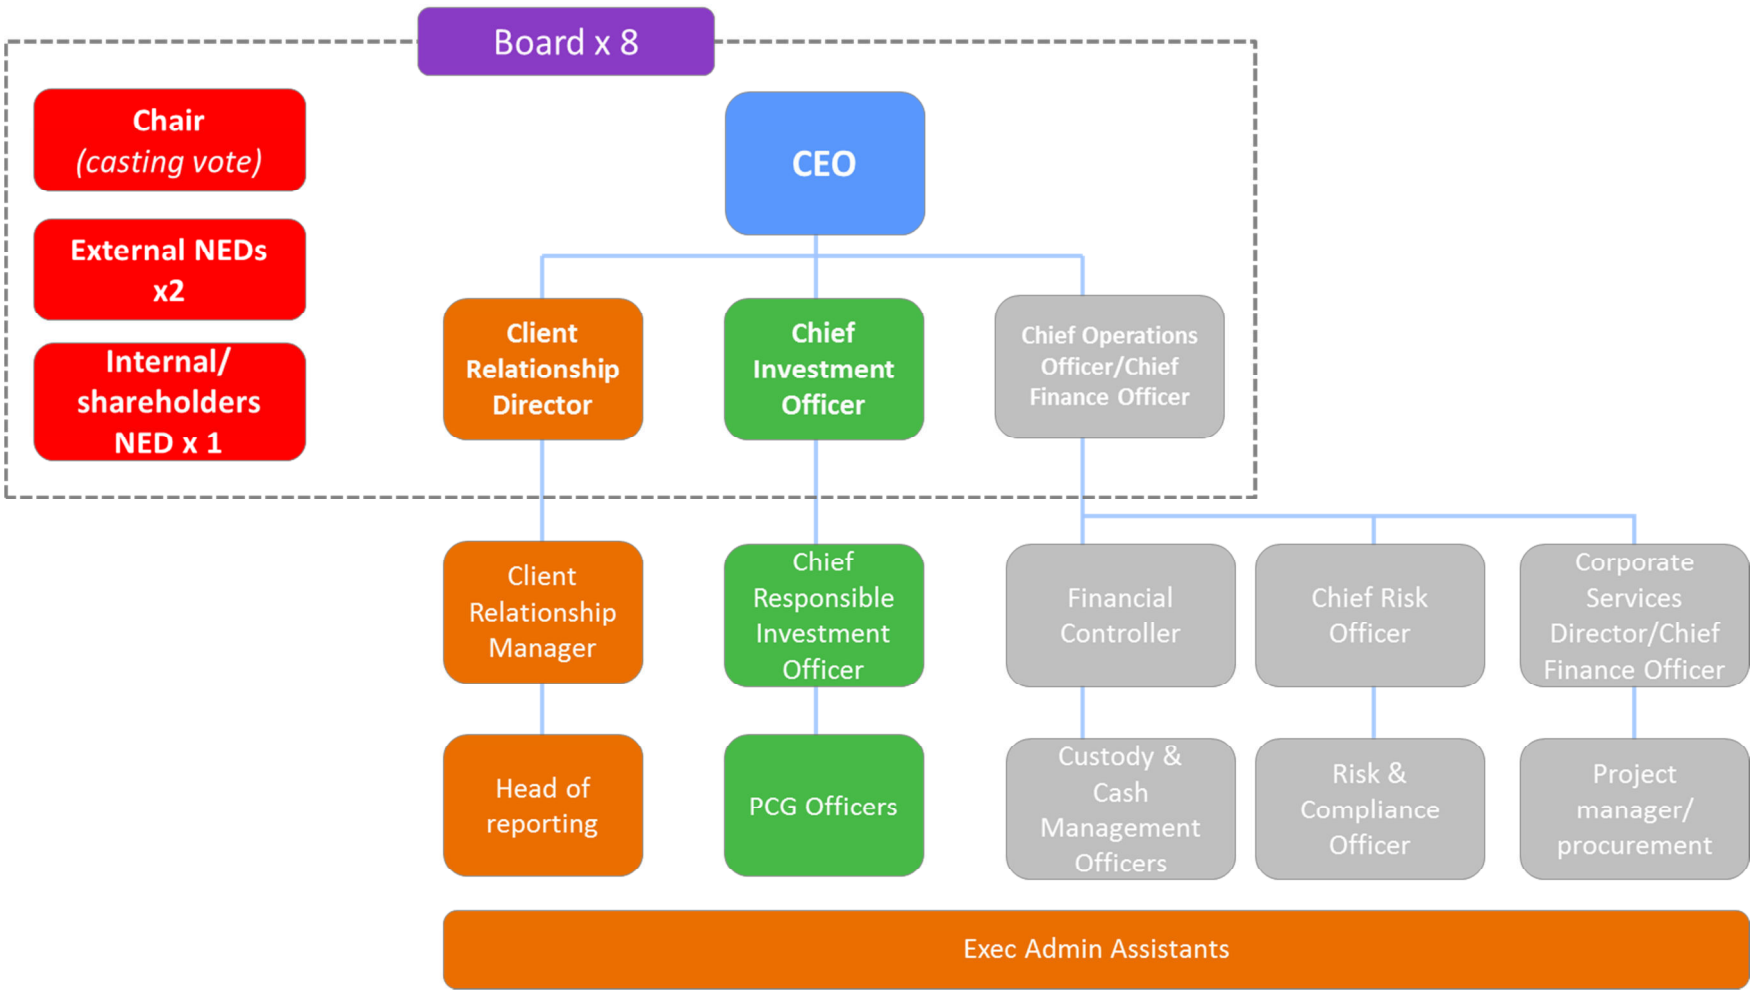 Board x 8
Chair
(casting vote)
External NEDs
x2
Internal/
shareholders
NED x 1
CEO
Client
Relationship
Director
Chief
Investment
Officer
Chief Operations
Officer/Chief
Finance Officer
Client
Relationship
Manager
Chief
Responsible
Investment
Officer
Financial
Controller
Chief Risk
Officer
Corporate
Services
Director/Chief
Finance Officer
Head of
reporting
PCG Officers
Custody &
Cash
Management
Officers
Risk &
Compliance
Officer
Project
manager/
procurement
Exec Admin Assistants